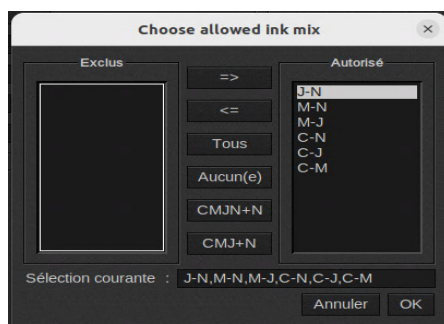 Choose allowed ink mix
Exclus
=>
<=
Tous
Aucun(e)
CMJN+N
CMJ+N
Autorisé
J-N
M-N
M-J
C-N
C-J
C-M
Sélection courante : J-N,M-N,M-J,C-N,C-J,C-M
Annuler OK